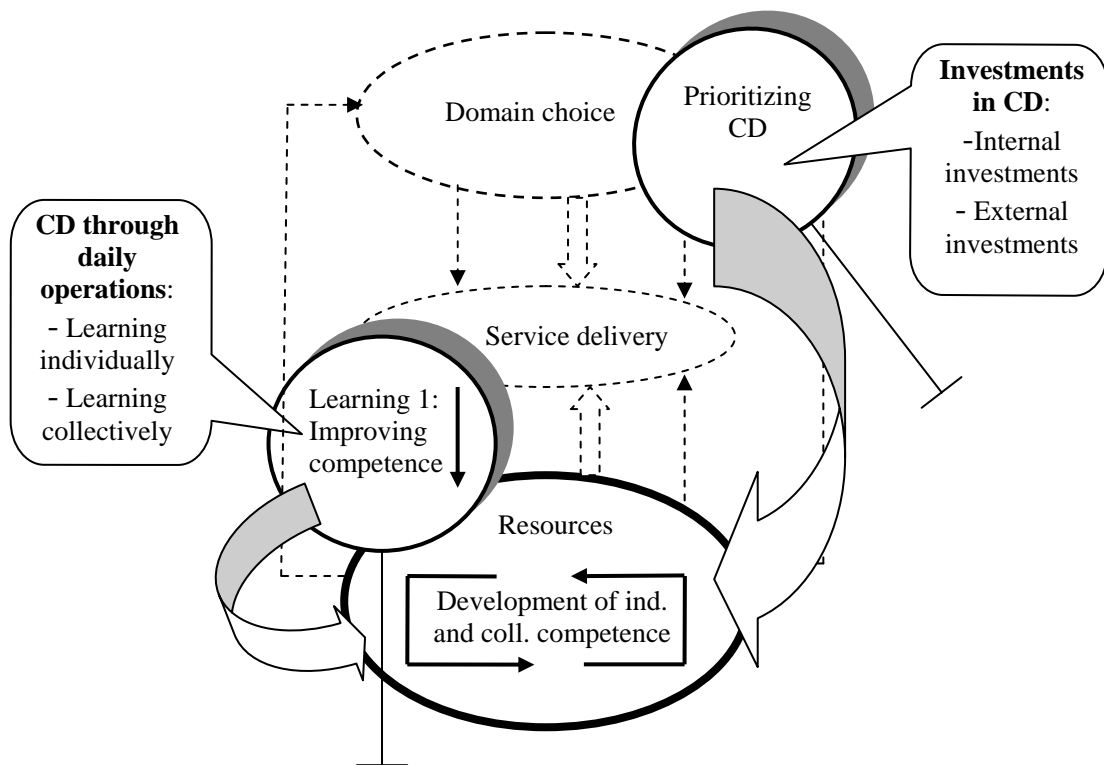 Domain choice
Prioritizing
CD
Investments
in CD:
-Internal
investments
- External
investments
CD through
daily
operations:
- Learning
individually
- Learning
collectively
Service delivery
Learning 1:
Improving
competence
Resources
Development of ind.
and coll. competence